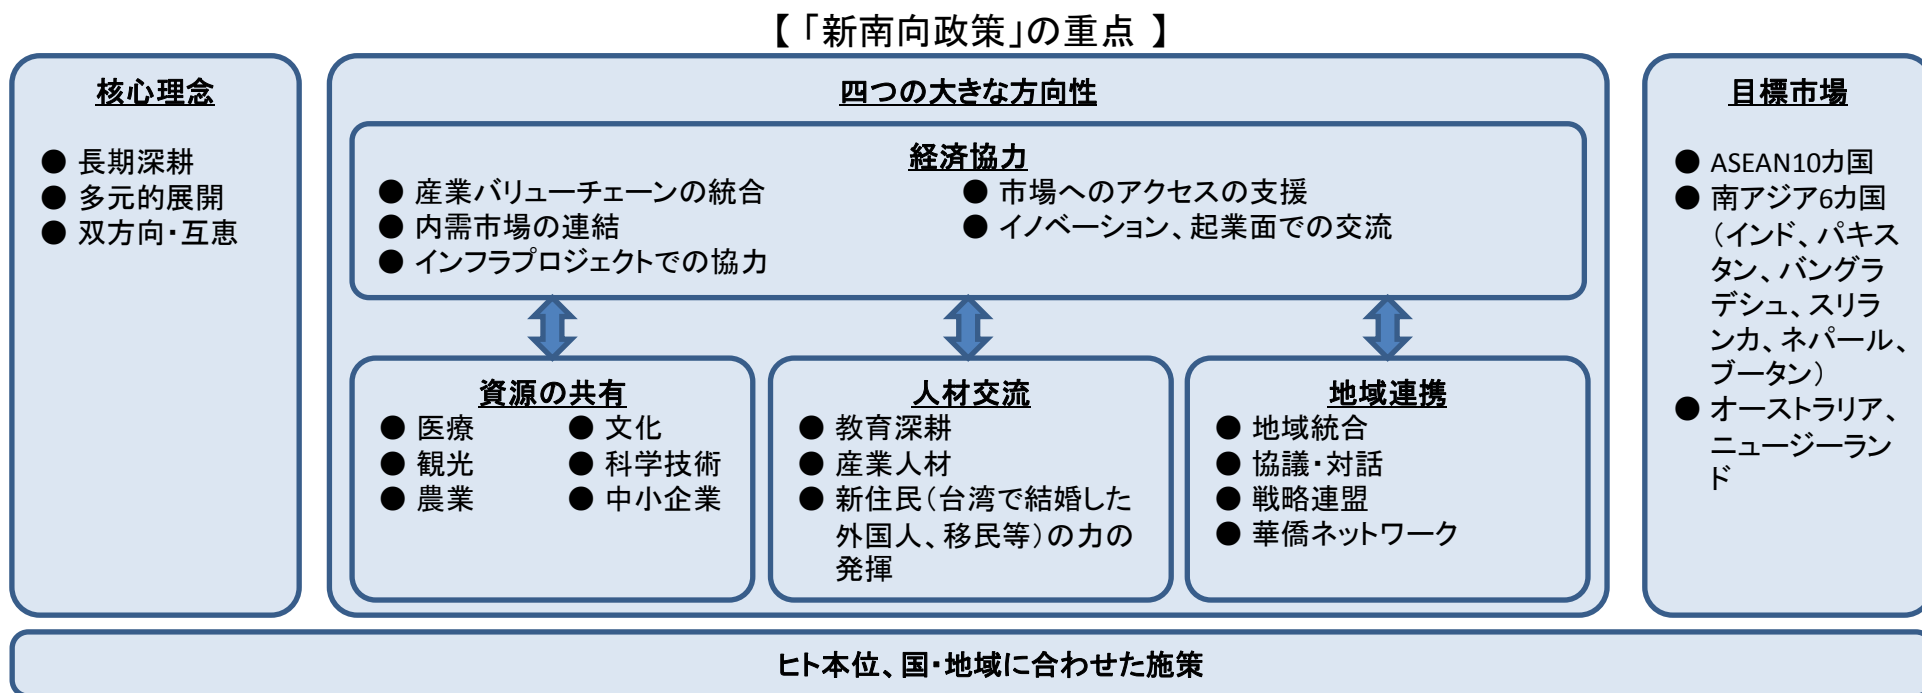 【 「新南向政策」の重点 】
核心理念
● 長期深耕
● 多元的展開
● 双方向・互恵
四つの大きな方向性
経済協力
● 産業バリューチェーンの統合
● 内需市場の連結
● インフラプロジェクトでの協力
● 市場へのアクセスの支援
● イノベーション、起業面での交流
資源の共有
● 医療
● 観光
● 農業
● 文化
● 科学技術
● 中小企業
人材交流
● 教育深耕
● 産業人材
● 新住民（台湾で結婚した
外国人、移民等）の力の
発揮
地域連携
● 地域統合
● 協議・対話
● 戦略連盟
● 華僑ネットワーク
目標市場
● ASEAN10カ国
● 南アジア6カ国
（インド、パキス
タン、バングラ
デシュ、スリラ
ンカ、ネパール、
ブータン）
● オーストラリア、
ニュージーラン
ド
ヒト本位、国・地域に合わせた施策